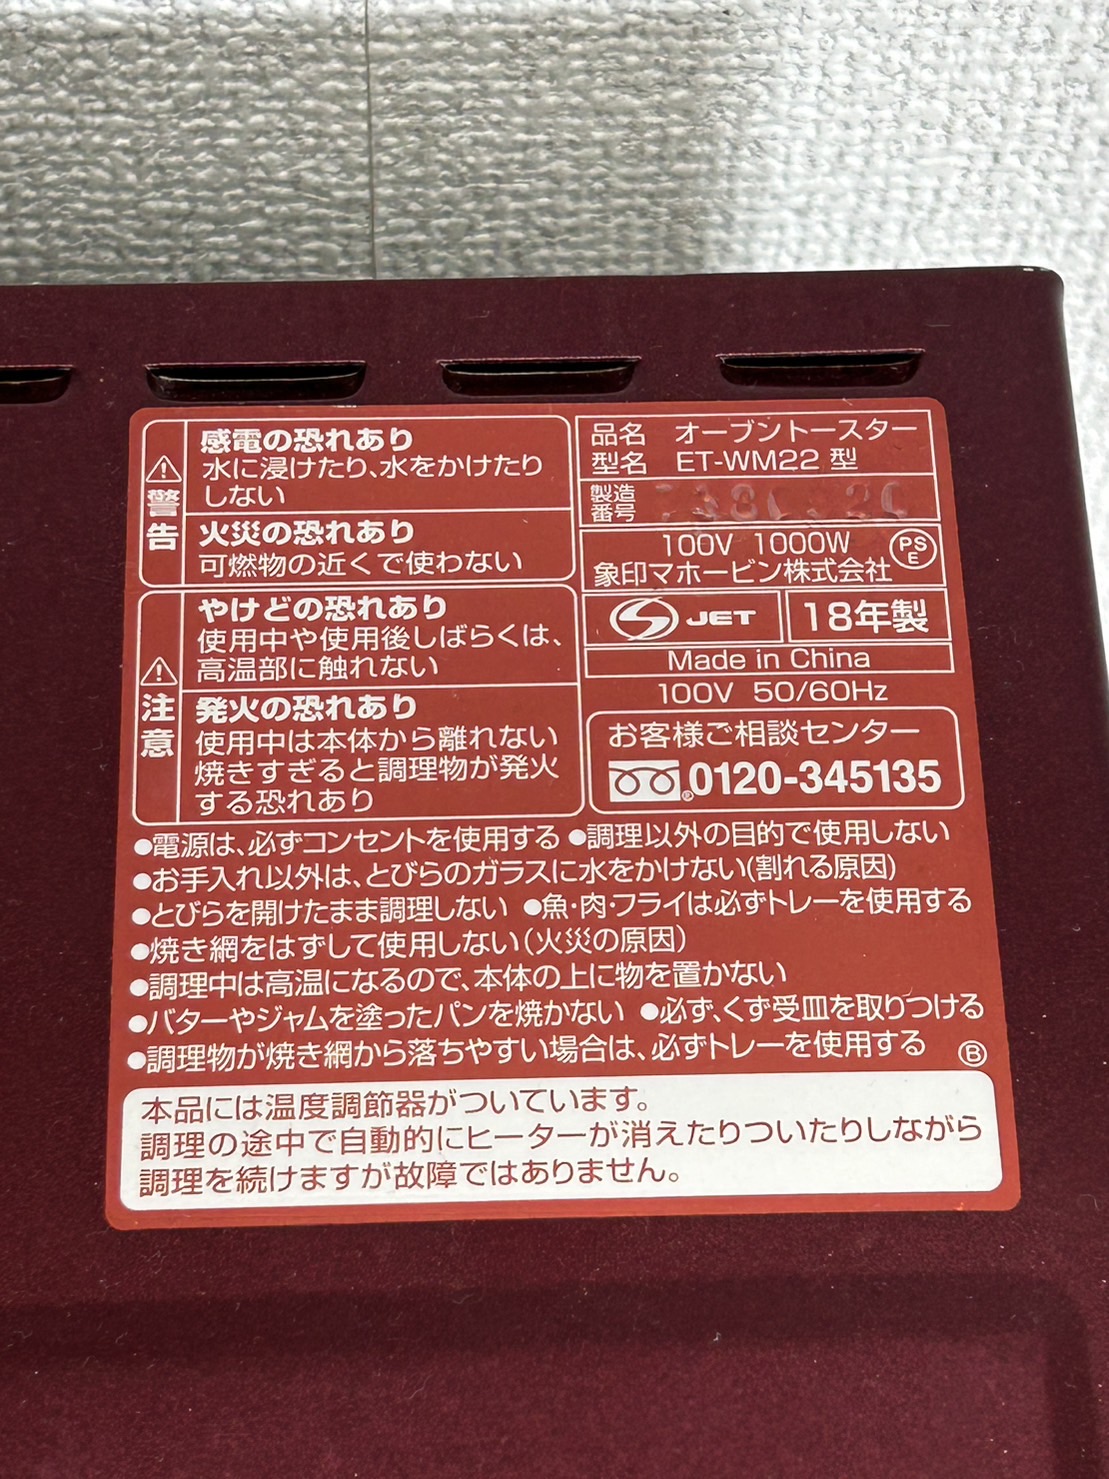 警告
感電の恐れあり
水に浸けたり、水をかけたり
しない
火災の恐れあり
可燃物の近くで使わない
注意
やけどの恐れあり
使用中や使用後しばらくは、
高温部に触れない
発火の恐れあり
使用中は本体から離れない
焼きすぎると調理物が発火
する恐れあり
品名 オーブントースター
型名 ET-WM22 型
製造
番号
100V 1000W
PS
E
象印マホービン株式会社
JET
18年製
Made in China
100V 50/60Hz
お客様ご相談センター
0120-345135
●電源は、必ずコンセントを使用する ●調理以外の目的で使用しない
●お手入れ以外は、とびらのガラスに水をかけない(割れる原因)
●とびらを開けたまま調理しない ●魚・肉・フライは必ずトレーを使用する
●焼き網をはずして使用しない(火災の原因)
●調理中は高温になるので、本体の上に物を置かない
●バターやジャムを塗ったパンを焼かない ●必ず、くず受皿を取りつける
●調理物が焼き網から落ちやすい場合は、必ずトレーを使用する Ⓑ
本品には温度調節器がついています。
調理の途中で自動的にヒーターが消えたりついたりしながら
調理を続けますが故障ではありません。